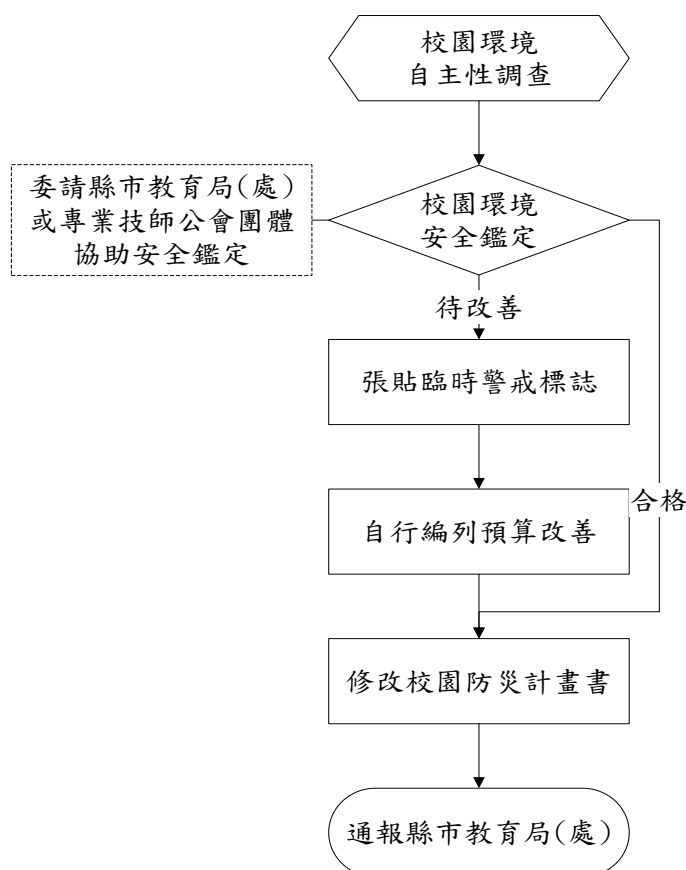 校園環境
自主性調查
委請縣市教育局(處)
或專業技師公會團體
協助安全鑑定
校園環境
安全鑑定
待改善
張貼臨時警戒標誌
合格
自行編列預算改善
修改校園防災計畫書
通報縣市教育局(處)